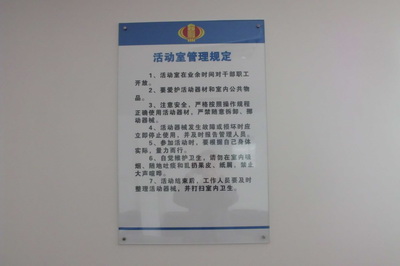 活动室管理规定
1、活动室在业余时间对干部职工
开放。
2、要爱护活动器材和室内公共物
品。
3、注意安全,严格按照操作规程
正确使用活动器材,严禁随意拆卸、挪
动器械。
4、活动器械发生故障或损坏时应
立即停止使用,并及时报告管理人员。
5、参加活动时,要根据自己身体
实际,量力而行。
6、自觉维护卫生,请勿在室内吸
烟、随地吐痰和乱扔果皮、纸屑,禁止
大声喧哗。
7、活动结束前,工作人员要及时
整理活动器械,并打扫室内卫生。